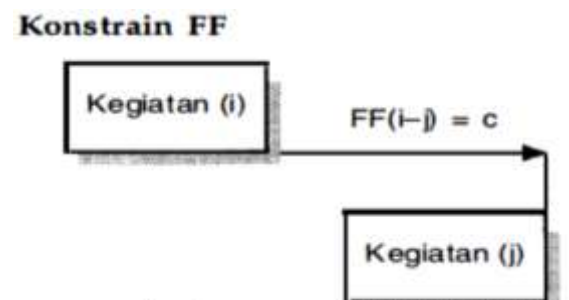 Konstrain FF
Kegiatan (i)
FF(i–j) = c
Kegiatan (j)